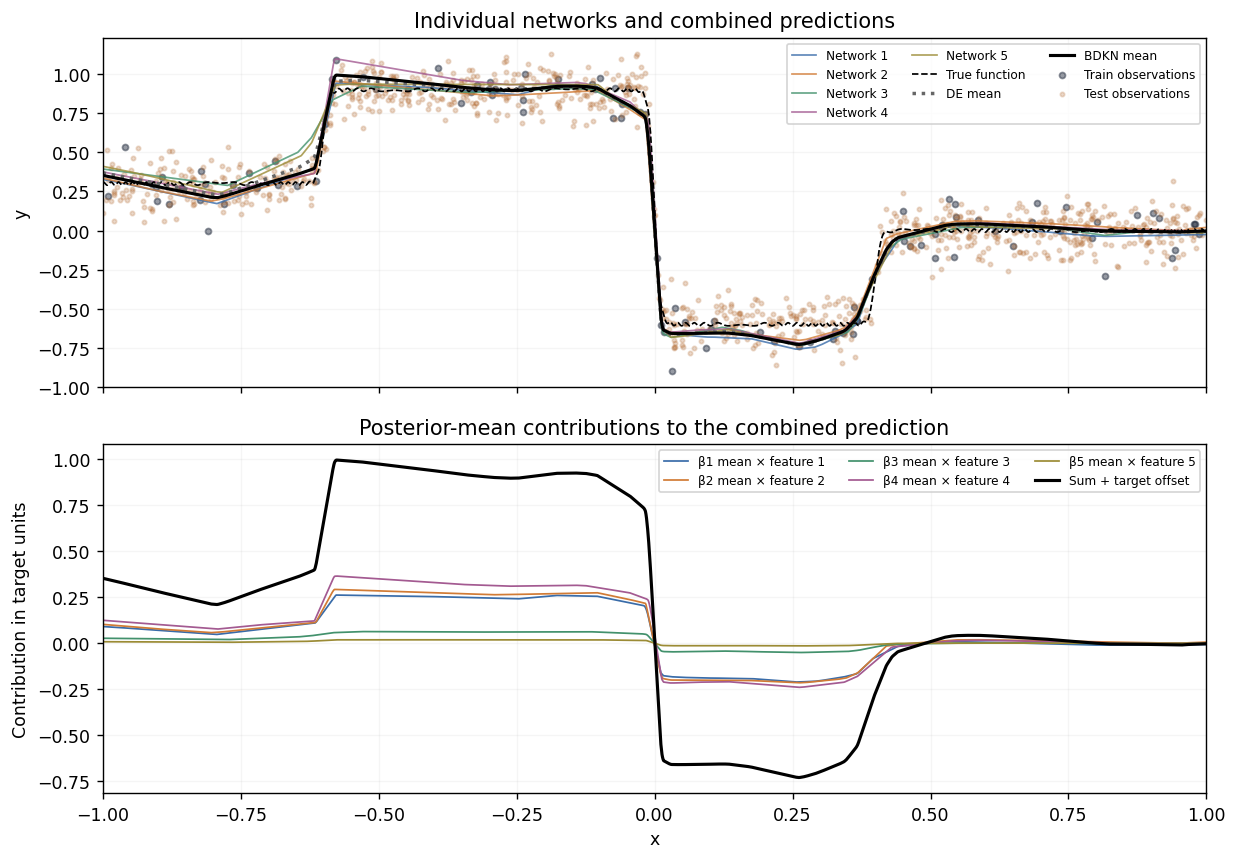 Individual networks and combined predictions
Network 1
Network 2
Network 3
Network 4
Network 5
True function
DE mean
BDKN mean
Train observations
Test observations
y
1.00
0.75
0.50
0.25
0.00
−0.25
−0.50
−0.75
−1.00
Posterior-mean contributions to the combined prediction
β1 mean × feature 1
β2 mean × feature 2
β3 mean × feature 3
β4 mean × feature 4
β5 mean × feature 5
Sum + target offset
Contribution in target units
1.00
0.75
0.50
0.25
0.00
−0.25
−0.50
−0.75
−1.00 −0.75 −0.50 −0.25 0.00 0.25 0.50 0.75 1.00
x